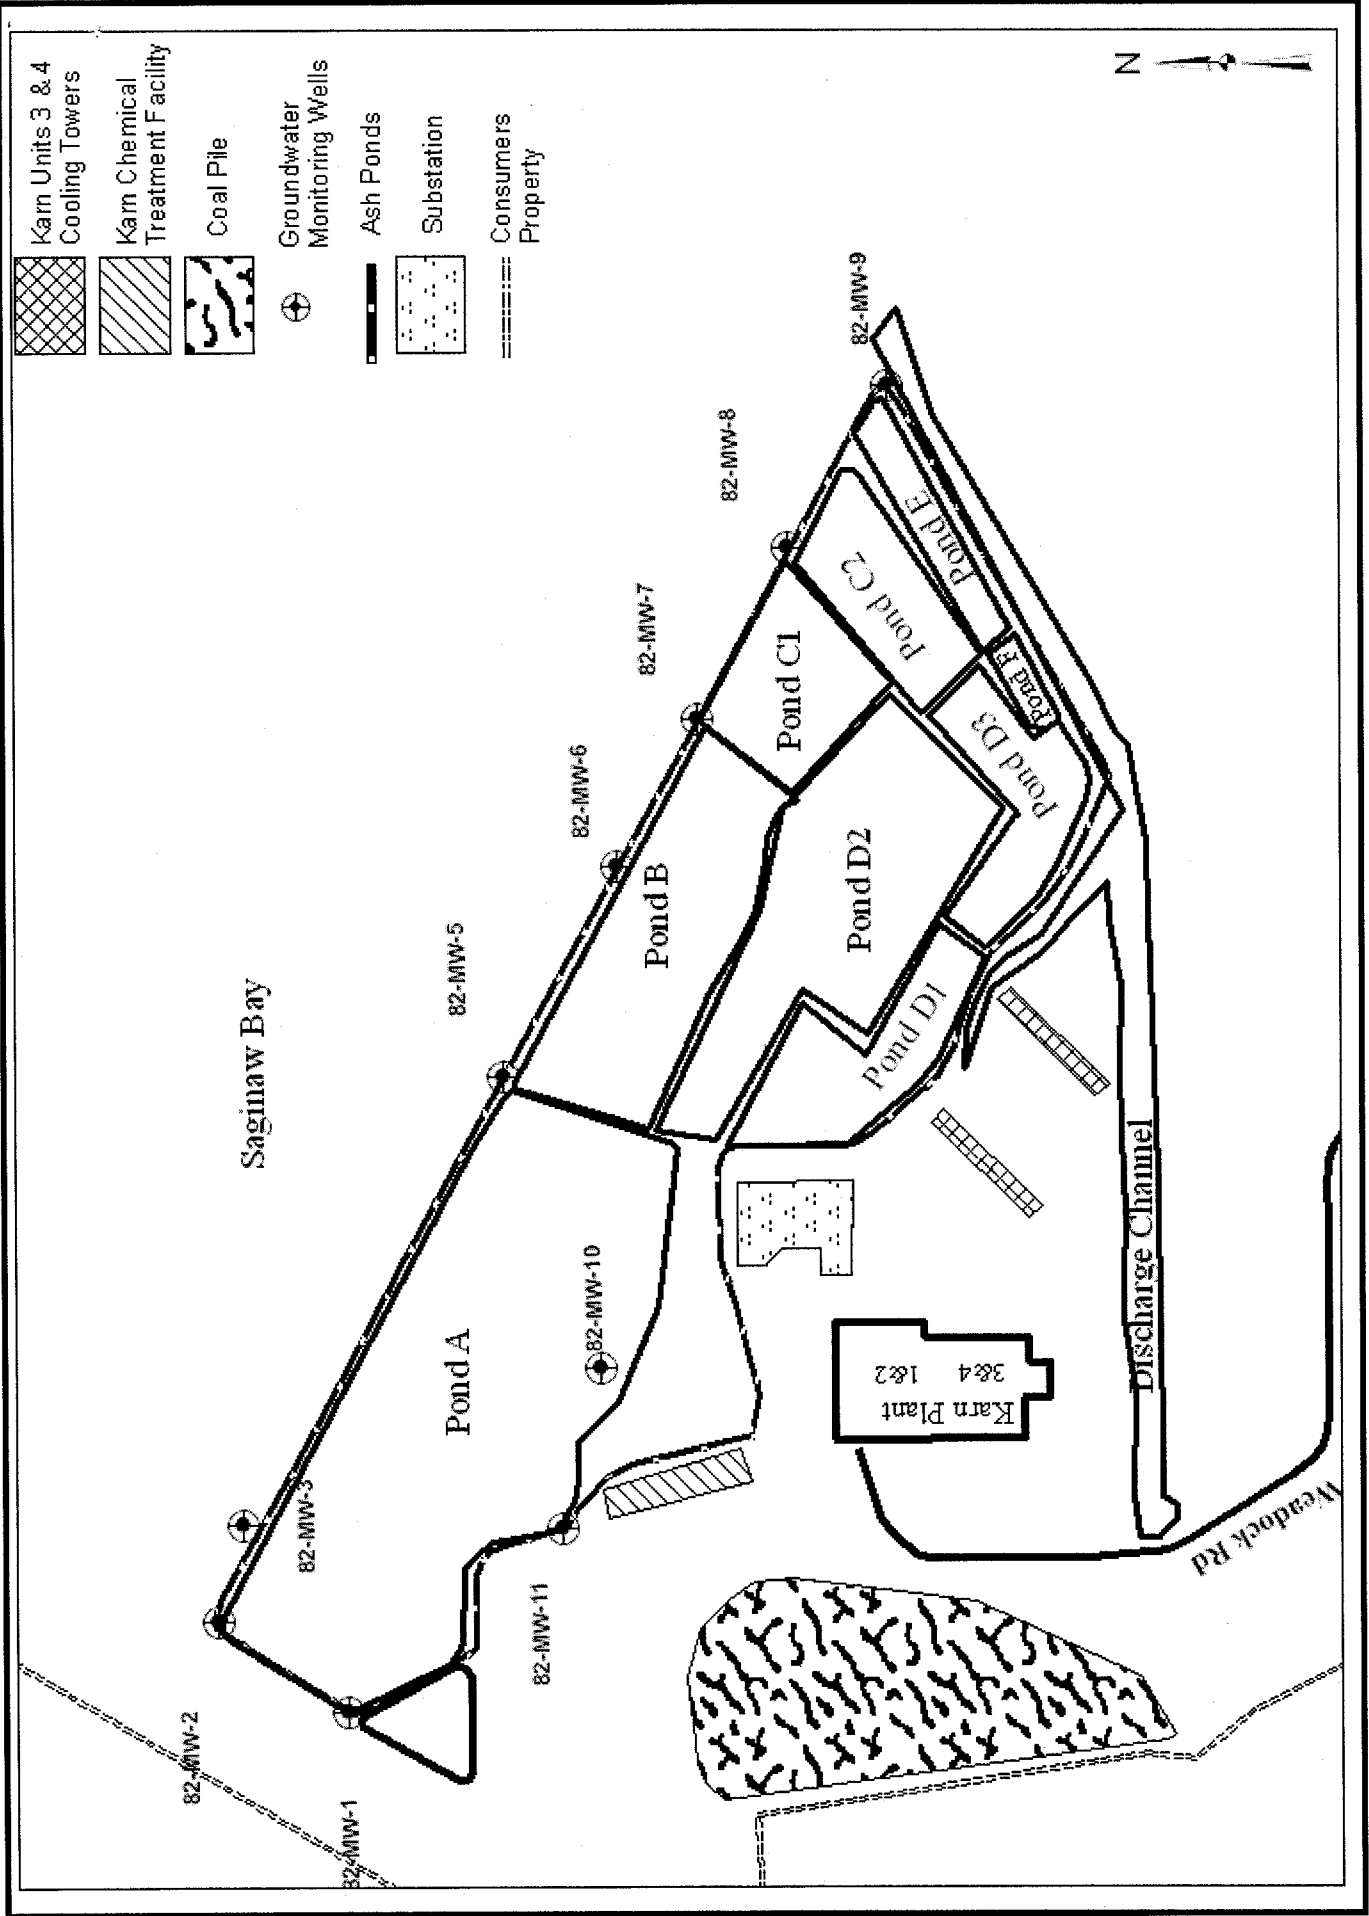 Karn Units 3 & 4
Cooling Towers
Karn Chemical
Treatment Facility
Coal Pile
Groundwater
Monitoring Wells
Ash Ponds
Substation
Consumers
Property
N
Saginaw Bay
82-MW-1
82-MW-2
82-MW-3
82-MW-5
82-MW-6
82-MW-7
82-MW-8
82-MW-9
82-MW-10
82-MW-11
Pond A
Pond B
Pond C1
Pond C2
Pond D1
Pond D2
Pond D3
Pond E
Pond F
Karn Plant
1&2
3&4
Discharge Channel
Weadock Rd